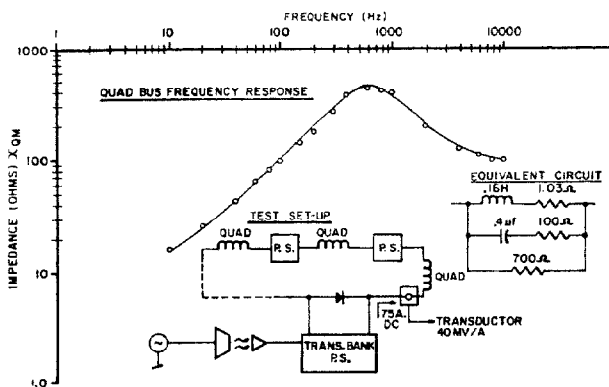 FREQUENCY (Hz)
1 10 100 1000 10000
1000
100
10
1.0
IMPEDANCE (OHMS) XQM
QUAD BUS FREQUENCY RESPONSE
EQUIVALENT CIRCUIT
.16H 1.03Ω
.4μf 100Ω
700Ω
TEST SET-UP
QUAD P.S. QUAD P.S.
QUAD
75A.
DC
TRANSDUCTOR
40MV/A
TRANS. BANK
P.S.